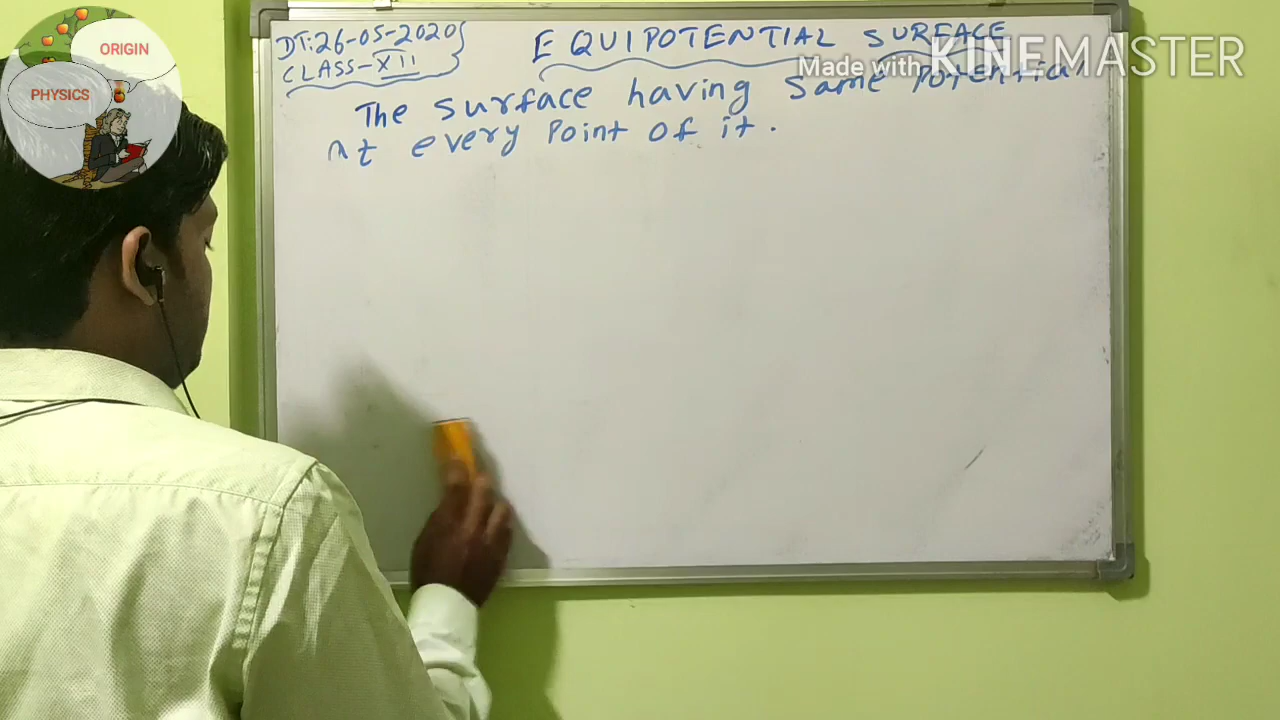 ORIGIN
PHYSICS
DT:26-05-2020
CLASS-XII
EQUIPOTENTIAL SURFACE
Made with KINEMASTER
The surface having same potential
at every point of it.